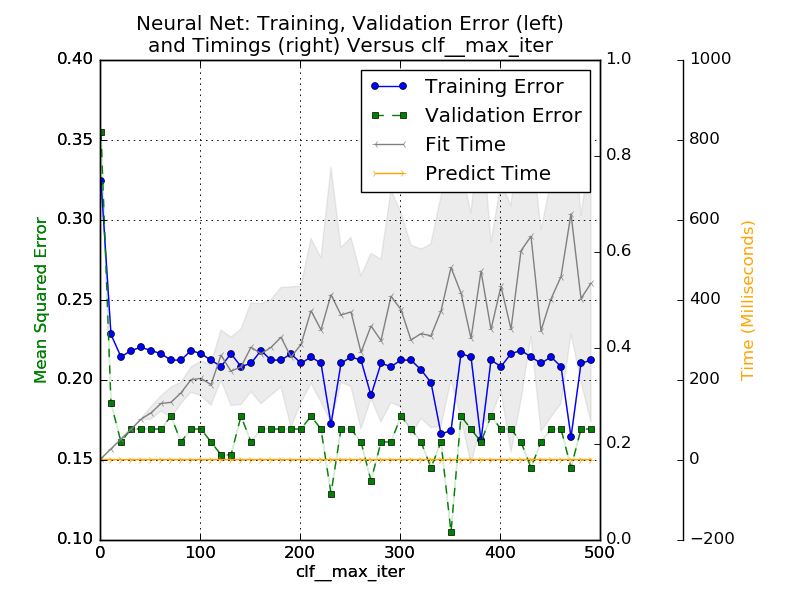 Neural Net: Training, Validation Error (left)
and Timings (right) Versus clf__max_iter
Training Error
Validation Error
Fit Time
Predict Time
Mean Squared Error
0.40
0.35
0.30
0.25
0.20
0.15
0.10
0
100
200
300
400
500
clf__max_iter
1.0
0.8
0.6
0.4
0.2
0.0
1000
800
600
400
200
0
−200
Time (Milliseconds)